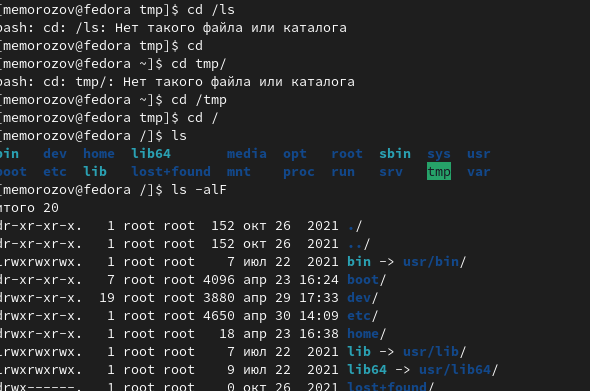 [memorozov@fedora tmp]$ cd /ls
bash: cd: /ls: Нет такого файла или каталога
[memorozov@fedora tmp]$ cd
[memorozov@fedora ~]$ cd tmp/
bash: cd: tmp/: Нет такого файла или каталога
[memorozov@fedora ~]$ cd /tmp
[memorozov@fedora tmp]$ cd /
[memorozov@fedora /]$ ls
bin dev home lib64 media opt root sbin sys usr
boot etc lib lost+found mnt proc run srv tmp var
[memorozov@fedora /]$ ls -alF
итого 20
dr-xr-xr-x. 1 root root 152 окт 26 2021 ./
dr-xr-xr-x. 1 root root 152 окт 26 2021 ../
lrwxrwxrwx. 1 root root 7 июл 22 2021 bin -> usr/bin/
dr-xr-xr-x. 7 root root 4096 апр 23 16:24 boot/
drwxr-xr-x. 19 root root 3880 апр 29 17:33 dev/
drwxr-xr-x. 1 root root 4650 апр 30 14:09 etc/
drwxr-xr-x. 1 root root 18 апр 23 16:38 home/
lrwxrwxrwx. 1 root root 7 июл 22 2021 lib -> usr/lib/
lrwxrwxrwx. 1 root root 9 июл 22 2021 lib64 -> usr/lib64/
drwx------. 1 root root 0 окт 26 2021 lost+found/